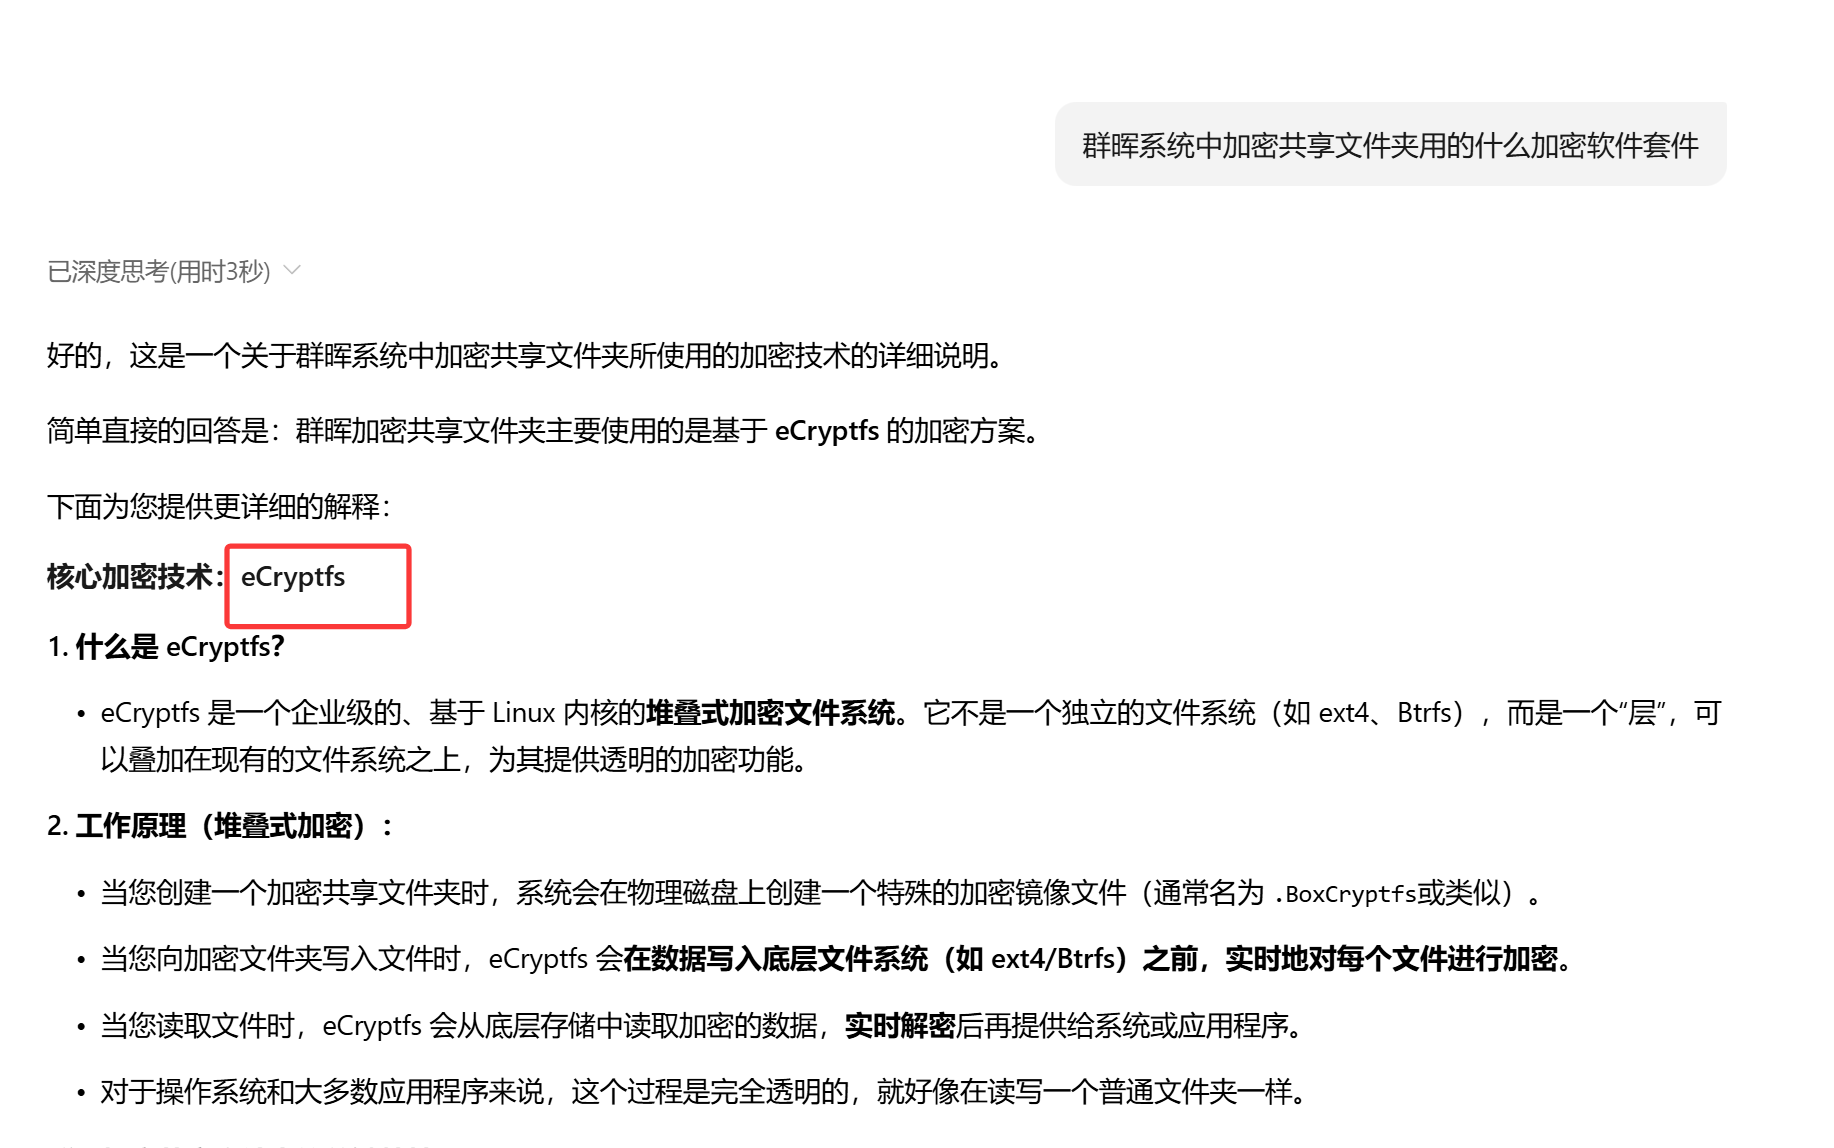 群晖系统中加密共享文件夹用的什么加密软件套件
已深度思考(用时3秒)
好的，这是一个关于群晖系统中加密共享文件夹所使用的加密技术的详细说明。
简单直接的回答是：群晖加密共享文件夹主要使用的是基于 eCryptfs 的加密方案。
下面为您提供更详细的解释：
核心加密技术：eCryptfs
1. 什么是 eCryptfs？
• eCryptfs 是一个企业级的、基于 Linux 内核的堆叠式加密文件系统。它不是一个独立的文件系统（如 ext4、Btrfs），而是一个“层”，可
以叠加在现有的文件系统之上，为其提供透明的加密功能。
2. 工作原理（堆叠式加密）：
• 当您创建一个加密共享文件夹时，系统会在物理磁盘上创建一个特殊的加密镜像文件（通常名为 .BoxCryptfs或类似）。
• 当您向加密文件夹写入文件时，eCryptfs 会在数据写入底层文件系统（如 ext4/Btrfs）之前，实时地对每个文件进行加密。
• 当您读取文件时，eCryptfs 会从底层存储中读取加密的数据，实时解密后再提供给系统或应用程序。
• 对于操作系统和大多数应用程序来说，这个过程是完全透明的，就好像在读写一个普通文件夹一样。